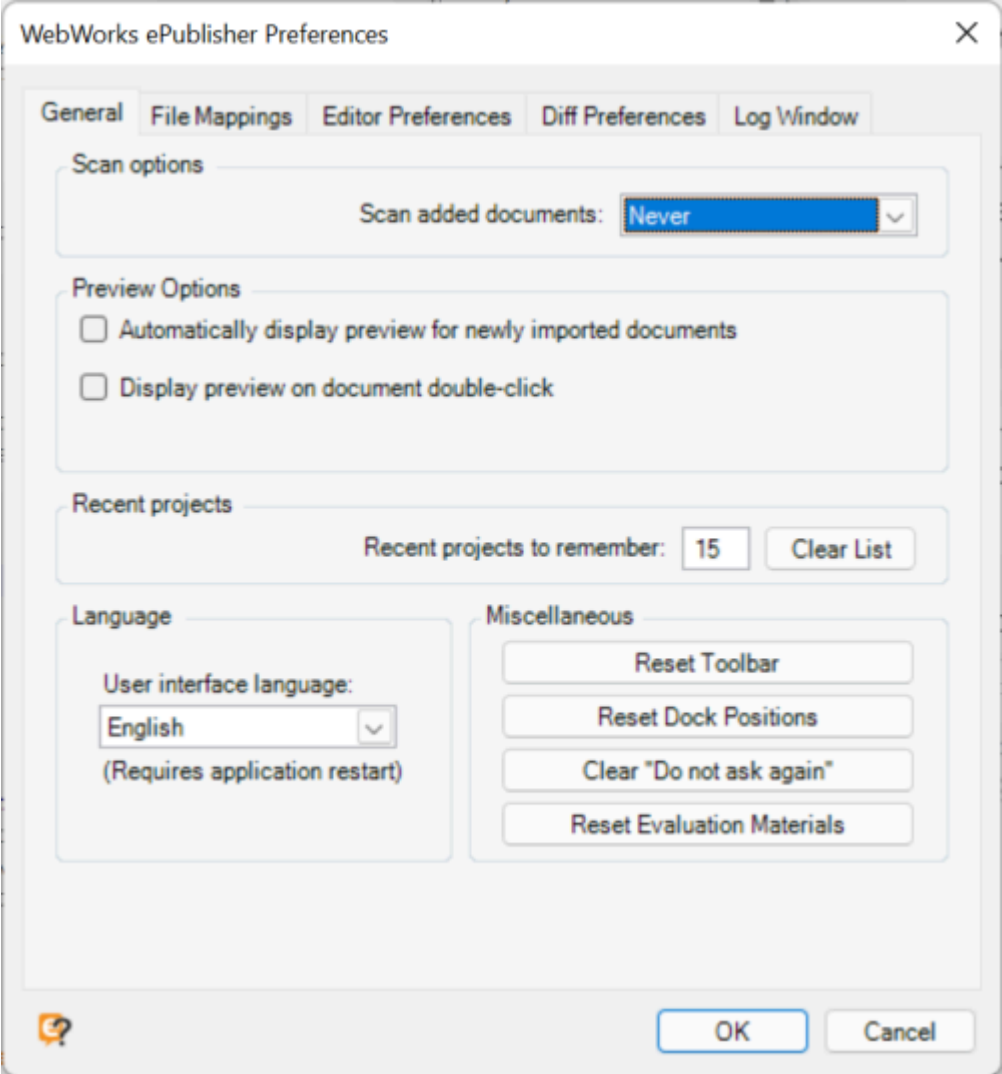 WebWorks ePublisher Preferences
General File Mappings Editor Preferences Diff Preferences Log Window
Scan options
Scan added documents: Never
Preview Options
Automatically display preview for newly imported documents
Display preview on document double-click
Recent projects
Recent projects to remember: 15 Clear List
Language
User interface language:
English
(Requires application restart)
Miscellaneous
Reset Toolbar
Reset Dock Positions
Clear "Do not ask again"
Reset Evaluation Materials
OK Cancel